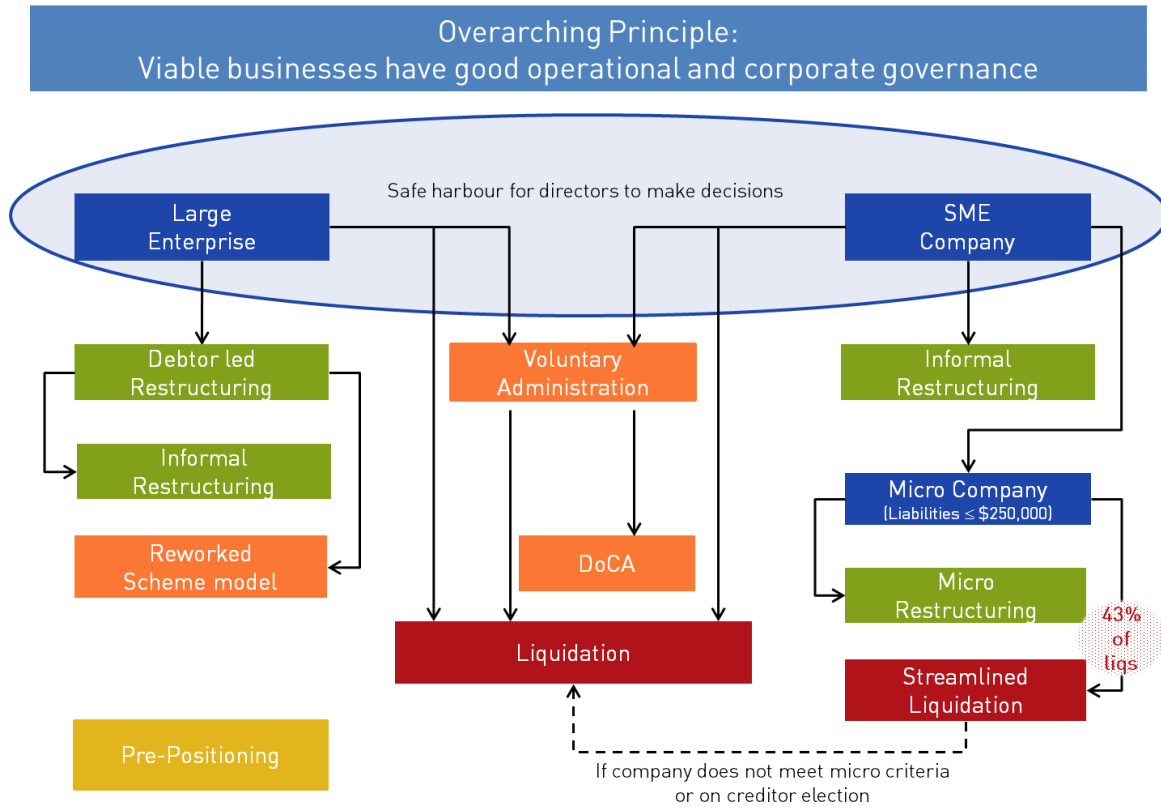 Overarching Principle:
Viable businesses have good operational and corporate governance
Safe harbour for directors to make decisions
Large
Enterprise
SME
Company
Debtor led
Restructuring
Voluntary
Administration
Informal
Restructuring
Informal
Restructuring
Micro Company
(Liabilities ≤ $250,000)
Reworked
Scheme model
DoCA
Micro
Restructuring
43%
of
liqs
Liquidation
Streamlined
Liquidation
Pre-Positioning
If company does not meet micro criteria
or on creditor election